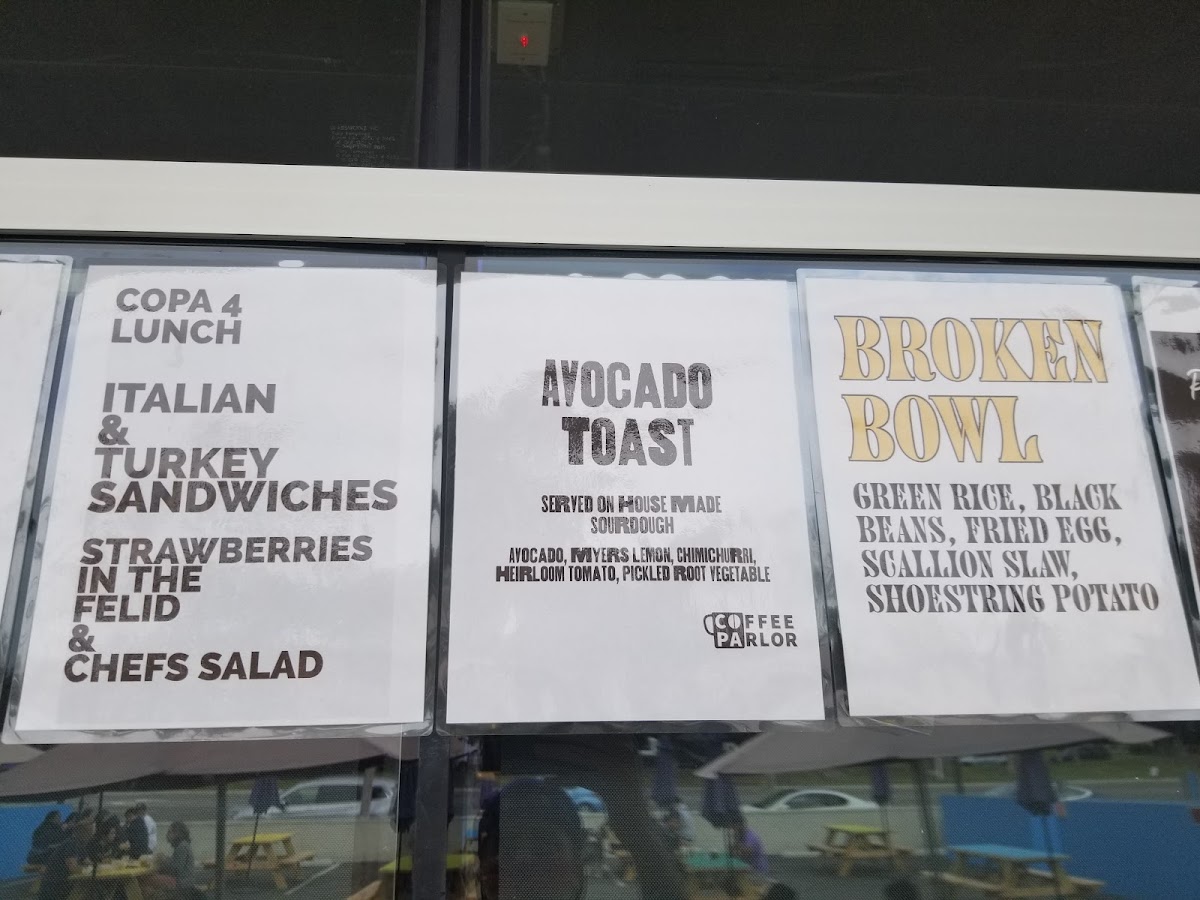 COPA 4
LUNCH
ITALIAN
&
TURKEY
SANDWICHES
STRAWBERRIES
IN THE
FELID
&
CHEFS SALAD
AVOCADO
TOAST
SERVED ON HOUSE MADE
SOURDOUGH
AVOCADO, MYERS LEMON, CHIMICHURRI,
HEIRLOOM TOMATO, PICKLED ROOT VEGETABLE
COFFEE
PARLOR
BROKEN
BOWL
GREEN RICE, BLACK
BEANS, FRIED EGG,
SCALLION SLAW,
SHOESTRING POTATO